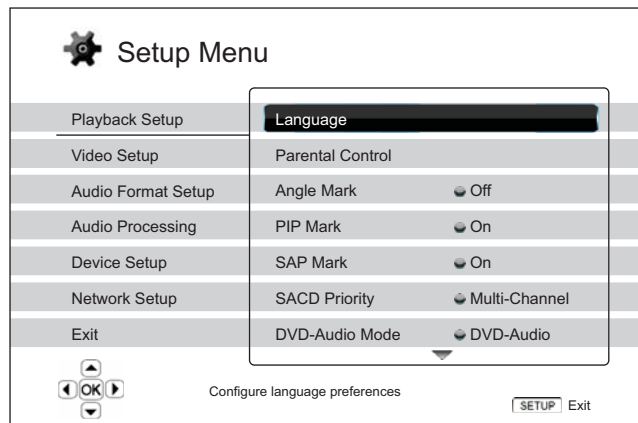 Setup Menu
Playback Setup
Video Setup
Audio Format Setup
Audio Processing
Device Setup
Network Setup
Exit
Language
Parental Control
Angle Mark Off
PIP Mark On
SAP Mark On
SACD Priority Multi-Channel
DVD-Audio Mode DVD-Audio
OK
Configure language preferences
SETUP Exit